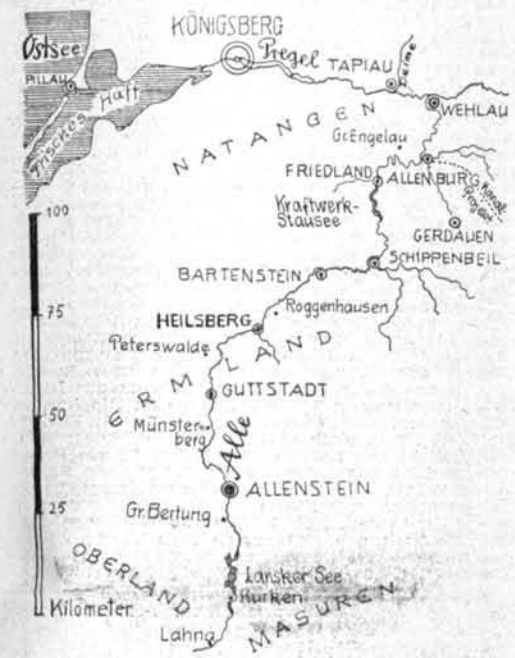 KÖNIGSBERG
Ostsee
PILLAU
Frisches Haff
Pregel
TAPIAU
Deime
WEHLAU
NATANGEN
Gr.Engelau
FRIEDLAND
ALLENBURG
Kanal
Kraftwerk-
Stausee
GERDAUEN
SCHIPPENBEIL
100
BARTENSTEIN
75
Roggenhausen
HEILSBERG
Peterswalde
ERMLAND
GUTTSTADT
50
Münster-
berg
Alle
ALLENSTEIN
25
Gr.Bertung
OBERLAND
Lansker See
Kurken
Kilometer
MASUREN
Lahna